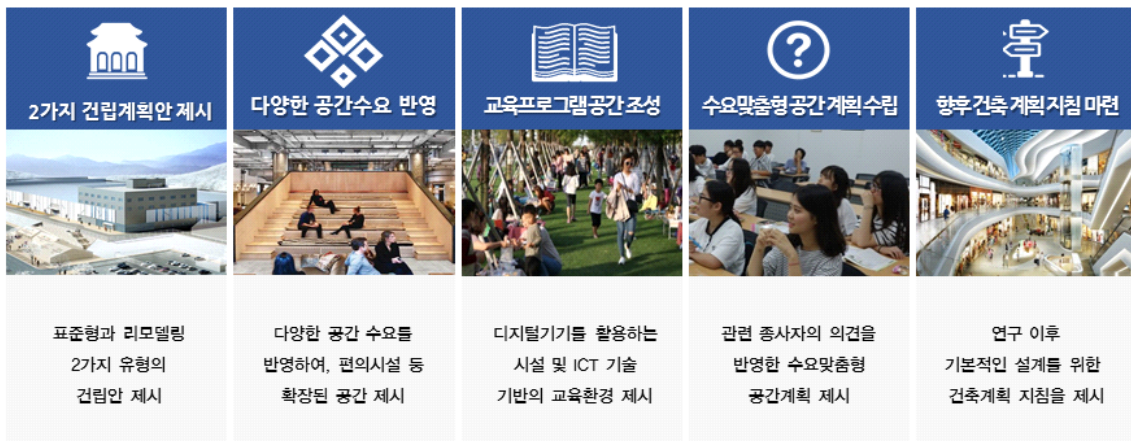 2가지 건립계획안 제시
표준형과 리모델링
2가지 유형의
건림안 제시
다양한 공간수요 반영
다양한 공간 수요를
반영하여, 편의시설 등
확장된 공간 제시
교육프로그램 공간 조성
디지털기기를 활용하는
시설 및 ICT 기술
기반의 교육환경 제시
?
수요맞춤형 공간 계획 수립
관련 종사자의 의견을
반영한 수요맞춤형
공간계획 제시
향후 건축 계획 지침 마련
연구 이후
기본적인 설계를 위한
건축계획 지침을 제시